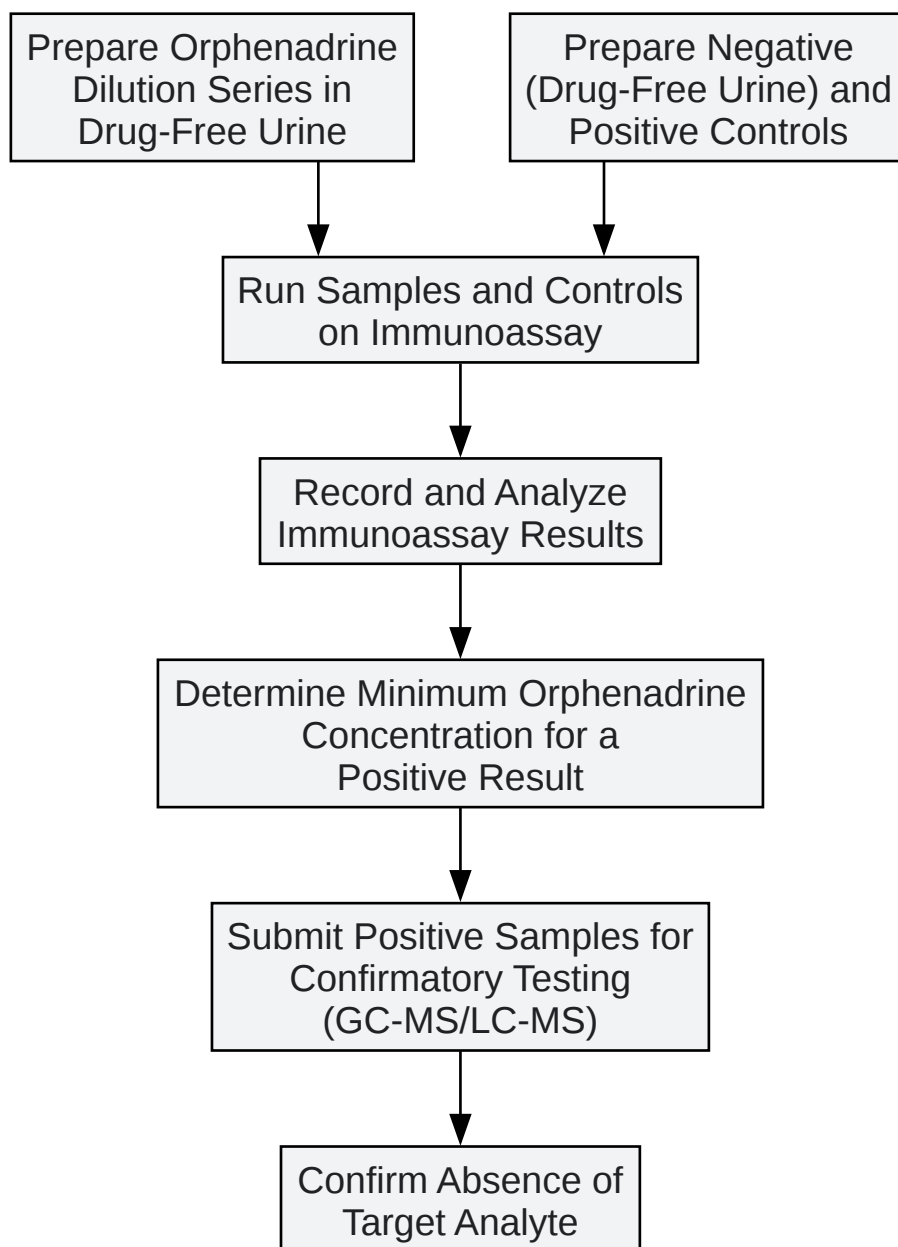 Prepare Orphenadrine
Dilution Series in
Drug-Free Urine
Prepare Negative
(Drug-Free Urine) and
Positive Controls
Run Samples and Controls
on Immunoassay
Record and Analyze
Immunoassay Results
Determine Minimum Orphenadrine
Concentration for a
Positive Result
Submit Positive Samples for
Confirmatory Testing
(GC-MS/LC-MS)
Confirm Absence of
Target Analyte